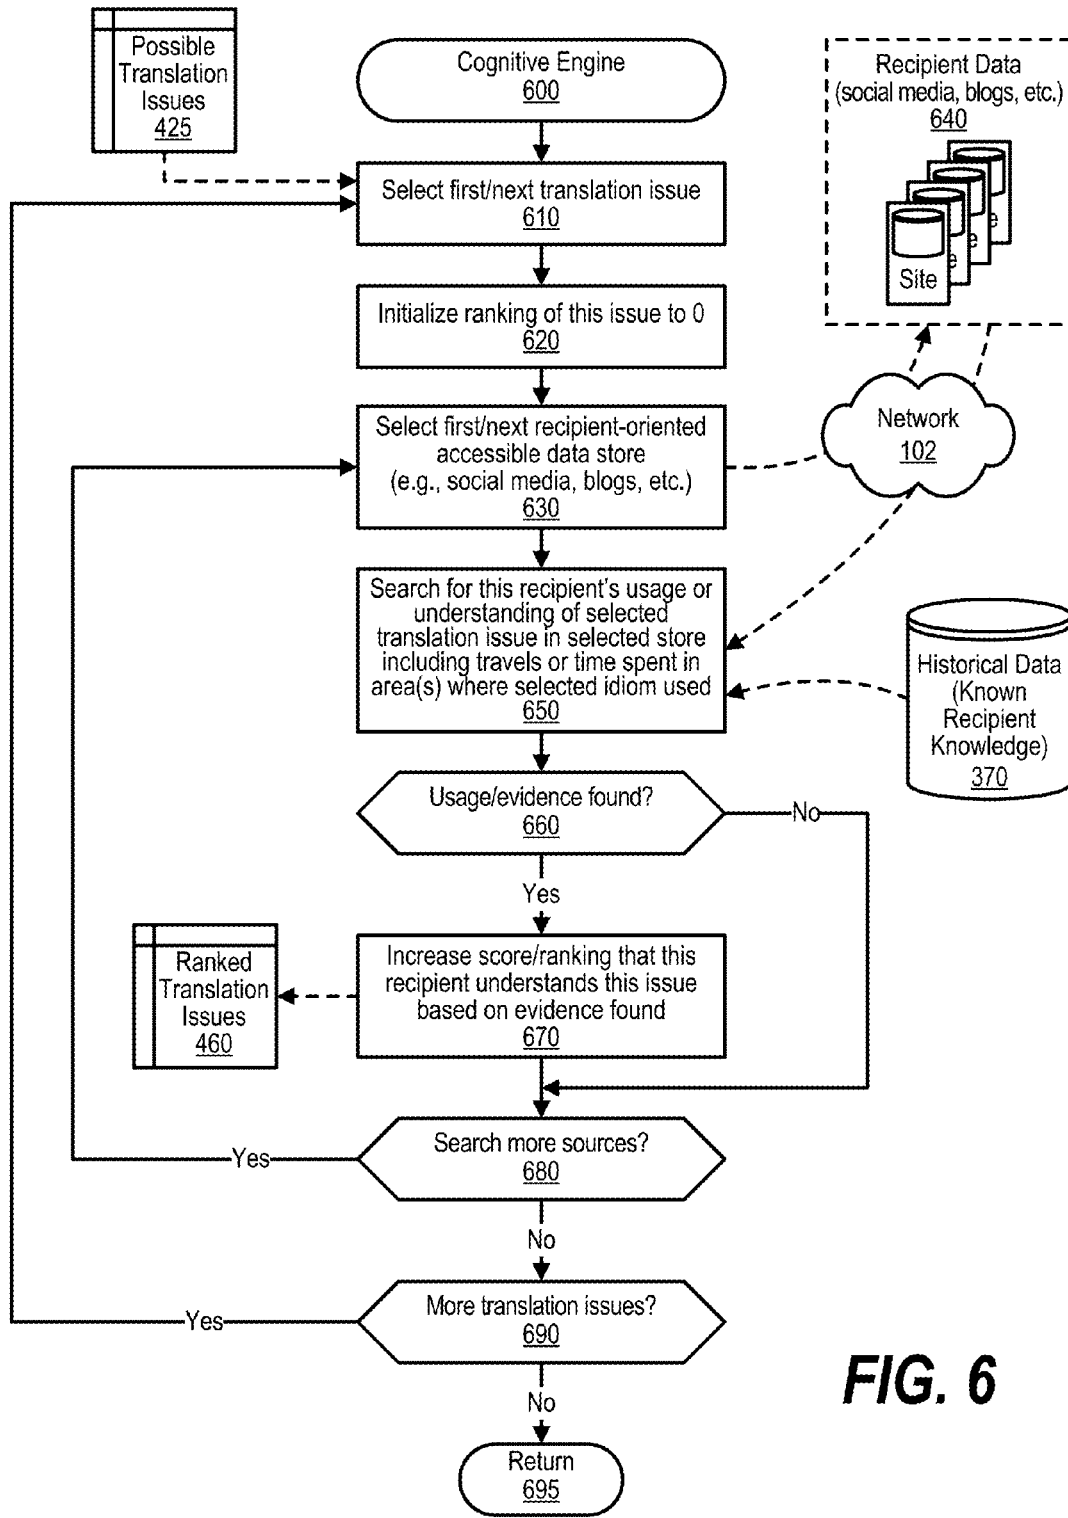 Possible
Translation
Issues
425
Cognitive Engine
600
Recipient Data
(social media, blogs, etc.)
640
Site
e
e
e
Select first/next translation issue
610
Initialize ranking of this issue to 0
620
Select first/next recipient-oriented
accessible data store
(e.g., social media, blogs, etc.)
630
Network
102
Search for this recipient's usage or
understanding of selected
translation issue in selected store
including travels or time spent in
area(s) where selected idiom used
650
Historical Data
(Known
Recipient
Knowledge)
370
Usage/evidence found?
660
No
Yes
Ranked
Translation
Issues
460
Increase score/ranking that this
recipient understands this issue
based on evidence found
670
Search more sources?
680
Yes
No
More translation issues?
690
Yes
No
Return
695
FIG. 6